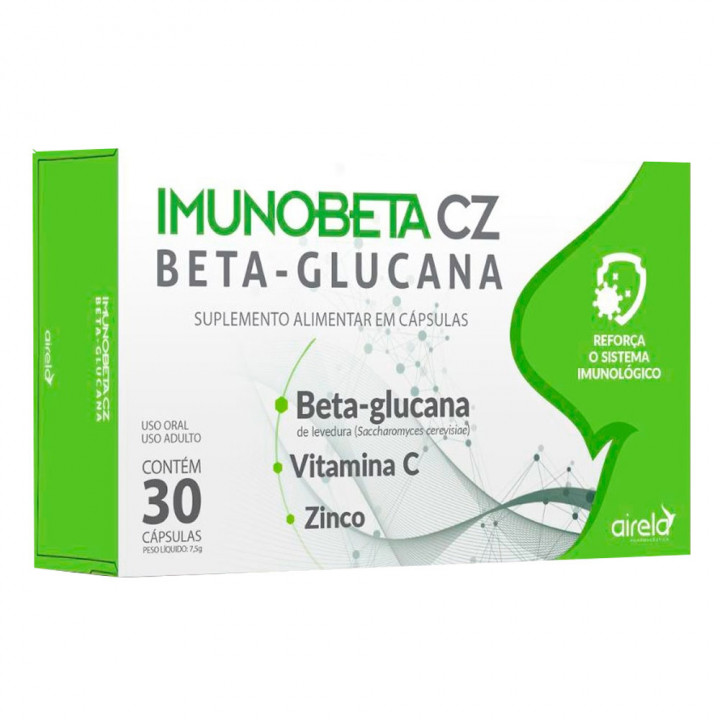 IMUNOBETA CZ
BETA-GLUCANA
SUPLEMENTO ALIMENTAR EM CÁPSULAS
REFORÇA
O SISTEMA
IMUNOLÓGICO
Beta-glucana
de levedura (Saccharomyces cerevisiae)
Vitamina C
Zinco
USO ORAL
USO ADULTO
CONTÉM
30
CÁPSULAS
PESO LÍQUIDO: 7,5g
airela
IMUNOBETA CZ
BETA-GLUCANA
airela